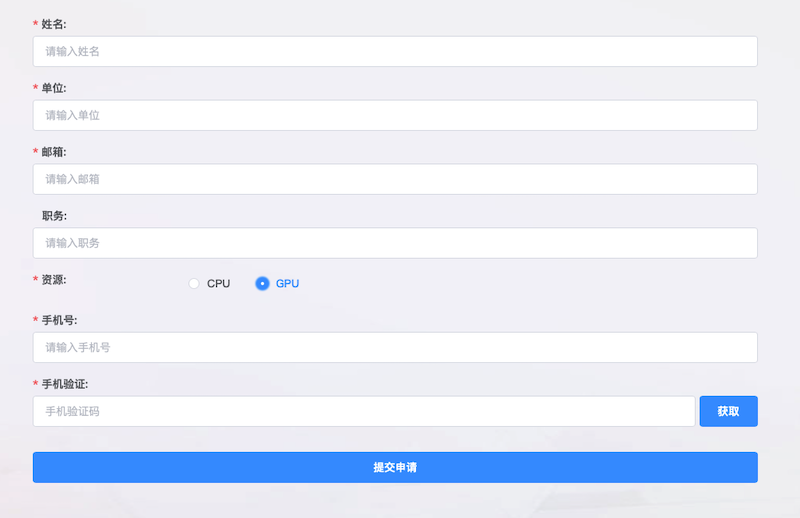 * 姓名:
请输入姓名
* 单位:
请输入单位
* 邮箱:
请输入邮箱
职务:
请输入职务
* 资源: CPU GPU
* 手机号:
请输入手机号
* 手机验证:
手机验证码 获取
提交申请